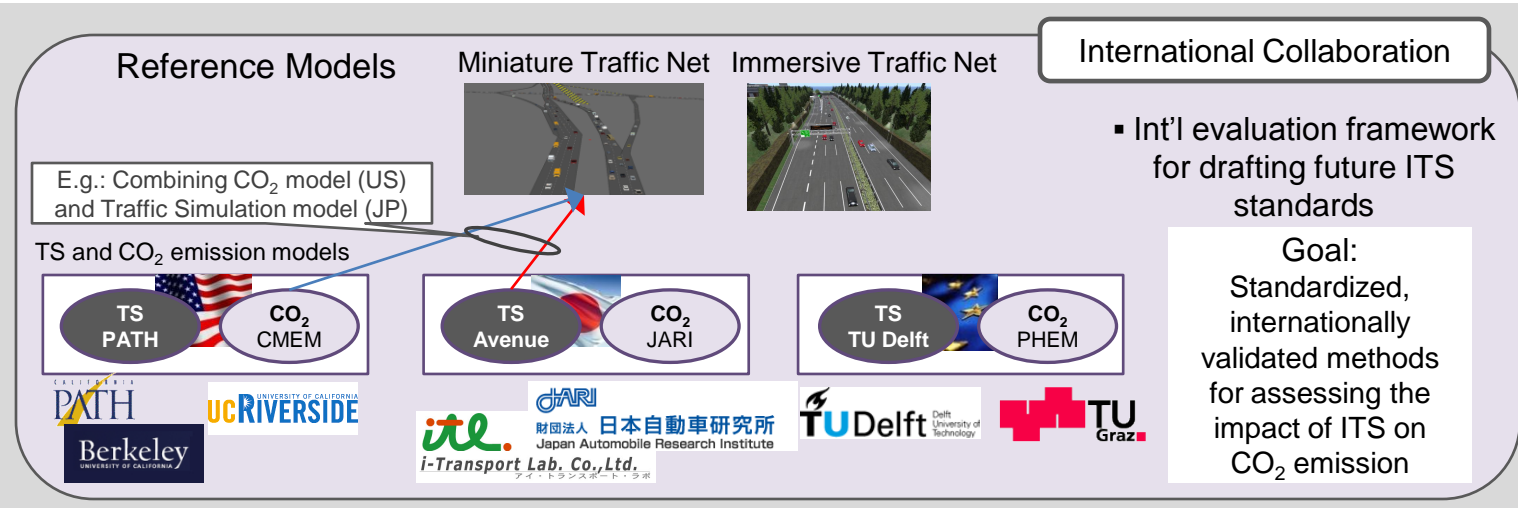 International Collaboration
Reference Models
Miniature Traffic Net
Immersive Traffic Net
E.g.: Combining CO₂ model (US)
and Traffic Simulation model (JP)
TS and CO₂ emission models
TS
PATH
CO₂
CMEM
TS
Avenue
CO₂
JARI
TS
TU Delft
CO₂
PHEM
CALIFORNIA
PATH
Berkeley
UNIVERSITY OF CALIFORNIA
UNIVERSITY OF CALIFORNIA
UCRIVERSIDE
itl.
i-Transport Lab. Co.,Ltd.
アイ・トランスポート・ラボ
JARI
財団法人 日本自動車研究所
Japan Automobile Research Institute
TU Delft
Delft
University of
Technology
TU
Graz
▪ Int'l evaluation framework
for drafting future ITS
standards
Goal:
Standardized,
internationally
validated methods
for assessing the
impact of ITS on
CO₂ emission